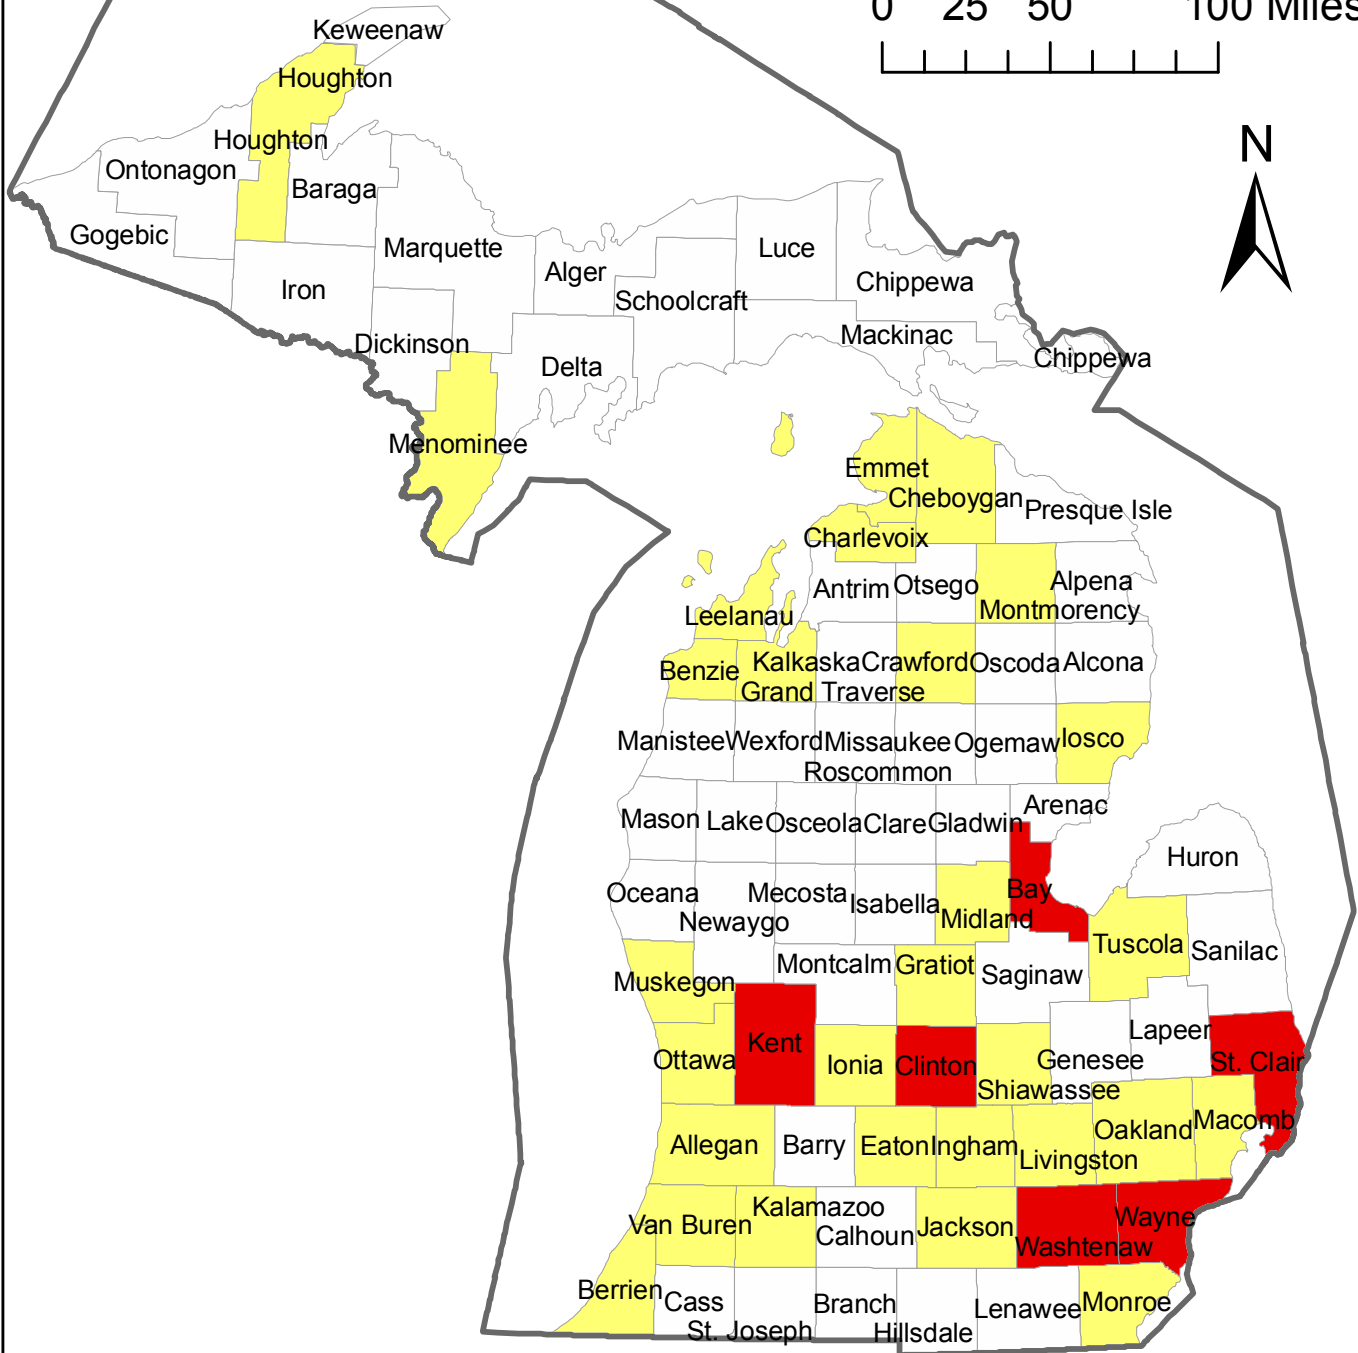 0 25 50 100 Miles
Keweenaw
Houghton
N
Houghton
Ontonagon
Baraga
Gogebic
Marquette
Luce
Alger
Chippewa
Iron
Schoolcraft
Mackinac
Dickinson
Chippewa
Delta
Menominee
Emmet
Cheboygan
Presque Isle
Charlevoix
Antrim
Otsego
Alpena
Montmorency
Leelanau
Benzie
Kalkaska
Crawford
Oscoda
Alcona
Grand Traverse
Manistee
Wexford
Missaukee
Ogemaw
Iosco
Roscommon
Arenac
Mason
Lake
Osceola
Clare
Gladwin
Huron
Oceana
Mecosta
Isabella
Bay
Newaygo
Midland
Tuscola
Sanilac
Montcalm
Gratiot
Saginaw
Muskegon
Lapeer
Kent
Ottawa
Ionia
Clinton
Genesee
St. Clair
Shiawassee
Macomb
Oakland
Allegan
Barry
Eaton
Ingham
Livingston
Kalamazoo
Van Buren
Calhoun
Jackson
Wayne
Washtenaw
Berrien
Cass
Branch
Lenawee
Monroe
St. Joseph
Hillsdale